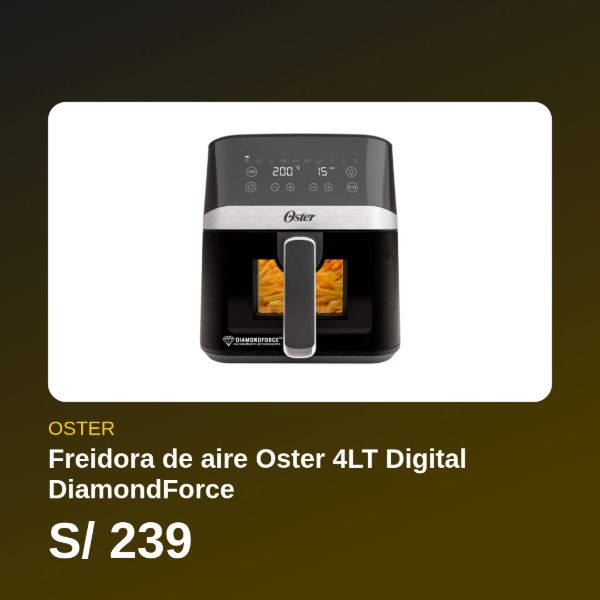 200 °C 15
Oster
DIAMONDFORCE
OSTER
Freidora de aire Oster 4LT Digital
DiamondForce
S/ 239